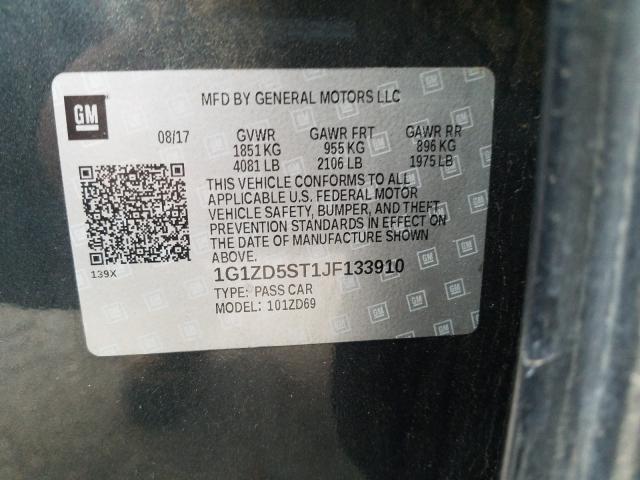 GM
MFD BY GENERAL MOTORS LLC
08/17 GVWR GAWR FRT GAWR RR
1851 KG 955 KG 896 KG
4081 LB 2106 LB 1975 LB
THIS VEHICLE CONFORMS TO ALL
APPLICABLE U.S. FEDERAL MOTOR
VEHICLE SAFETY, BUMPER, AND THEFT
PREVENTION STANDARDS IN EFFECT ON
THE DATE OF MANUFACTURE SHOWN
ABOVE.
139X
1G1ZD5ST1JF133910
TYPE: PASS CAR
MODEL: 101ZD69